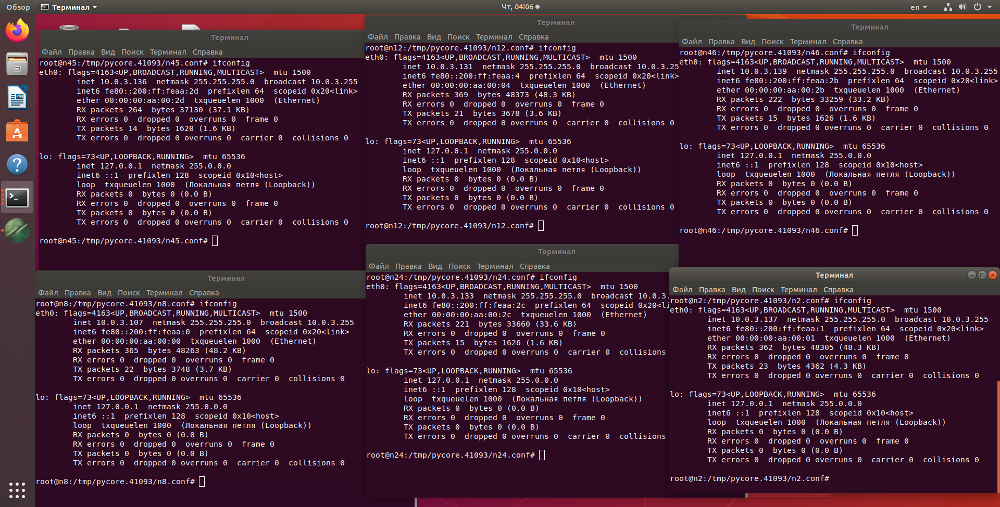 Обзор
Терминал
Чт, 04:06
en
Терминал
Файл Правка Вид Поиск Терминал Справка
root@n45:/tmp/pycore.41093/n45.conf# ifconfig
eth0: flags=4163<UP,BROADCAST,RUNNING,MULTICAST>  mtu 1500
inet 10.0.3.136  netmask 255.255.255.0  broadcast 10.0.3.255
inet6 fe80::200:ff:feaa:2d  prefixlen 64  scopeid 0x20<link>
ether 00:00:00:aa:00:2d  txqueuelen 1000  (Ethernet)
RX packets 264  bytes 37130 (37.1 KB)
RX errors 0  dropped 0  overruns 0  frame 0
TX packets 14  bytes 1620 (1.6 KB)
TX errors 0  dropped 0 overruns 0  carrier 0  collisions 0
lo: flags=73<UP,LOOPBACK,RUNNING>  mtu 65536
inet 127.0.0.1  netmask 255.0.0.0
inet6 ::1  prefixlen 128  scopeid 0x10<host>
loop  txqueuelen 1000  (Локальная петля (Loopback))
RX packets 0  bytes 0 (0.0 B)
RX errors 0  dropped 0  overruns 0  frame 0
TX packets 0  bytes 0 (0.0 B)
TX errors 0  dropped 0 overruns 0  carrier 0  collisions 0
root@n45:/tmp/pycore.41093/n45.conf#
Терминал
Файл Правка Вид Поиск Терминал Справка
root@n12:/tmp/pycore.41093/n12.conf# ifconfig
eth0: flags=4163<UP,BROADCAST,RUNNING,MULTICAST>  mtu 1500
inet 10.0.3.131  netmask 255.255.255.0  broadcast 10.0.3.25
inet6 fe80::200:ff:feaa:4  prefixlen 64  scopeid 0x20<link>
ether 00:00:00:aa:00:04  txqueuelen 1000  (Ethernet)
RX packets 369  bytes 48373 (48.3 KB)
RX errors 0  dropped 0  overruns 0  frame 0
TX packets 21  bytes 3678 (3.6 KB)
TX errors 0  dropped 0 overruns 0  carrier 0  collisions 0
lo: flags=73<UP,LOOPBACK,RUNNING>  mtu 65536
inet 127.0.0.1  netmask 255.0.0.0
inet6 ::1  prefixlen 128  scopeid 0x10<host>
loop  txqueuelen 1000  (Локальная петля (Loopback))
RX packets 0  bytes 0 (0.0 B)
RX errors 0  dropped 0  overruns 0  frame 0
TX packets 0  bytes 0 (0.0 B)
TX errors 0  dropped 0 overruns 0  carrier 0  collisions 0
root@n12:/tmp/pycore.41093/n12.conf#
Терминал
Файл Правка Вид Поиск Терминал Справка
root@n46:/tmp/pycore.41093/n46.conf# ifconfig
eth0: flags=4163<UP,BROADCAST,RUNNING,MULTICAST>  mtu 1500
inet 10.0.3.139  netmask 255.255.255.0  broadcast 10.0.3.255
inet6 fe80::200:ff:feaa:2b  prefixlen 64  scopeid 0x20<link>
ether 00:00:00:aa:00:2b  txqueuelen 1000  (Ethernet)
RX packets 222  bytes 33259 (33.2 KB)
RX errors 0  dropped 0  overruns 0  frame 0
TX packets 15  bytes 1626 (1.6 KB)
TX errors 0  dropped 0 overruns 0  carrier 0  collisions 0
lo: flags=73<UP,LOOPBACK,RUNNING>  mtu 65536
inet 127.0.0.1  netmask 255.0.0.0
inet6 ::1  prefixlen 128  scopeid 0x10<host>
loop  txqueuelen 1000  (Локальная петля (Loopback))
RX packets 0  bytes 0 (0.0 B)
RX errors 0  dropped 0  overruns 0  frame 0
TX packets 0  bytes 0 (0.0 B)
TX errors 0  dropped 0 overruns 0  carrier 0  collisions 0
root@n46:/tmp/pycore.41093/n46.conf#
Терминал
Файл Правка Вид Поиск Терминал Справка
root@n8:/tmp/pycore.41093/n8.conf# ifconfig
eth0: flags=4163<UP,BROADCAST,RUNNING,MULTICAST>  mtu 1500
inet 10.0.3.107  netmask 255.255.255.0  broadcast 10.0.3.255
inet6 fe80::200:ff:feaa:0  prefixlen 64  scopeid 0x20<link>
ether 00:00:00:aa:00:00  txqueuelen 1000  (Ethernet)
RX packets 365  bytes 48263 (48.2 KB)
RX errors 0  dropped 0  overruns 0  frame 0
TX packets 22  bytes 3748 (3.7 KB)
TX errors 0  dropped 0 overruns 0  carrier 0  collisions 0
lo: flags=73<UP,LOOPBACK,RUNNING>  mtu 65536
inet 127.0.0.1  netmask 255.0.0.0
inet6 ::1  prefixlen 128  scopeid 0x10<host>
loop  txqueuelen 1000  (Локальная петля (Loopback))
RX packets 0  bytes 0 (0.0 B)
RX errors 0  dropped 0  overruns 0  frame 0
TX packets 0  bytes 0 (0.0 B)
TX errors 0  dropped 0 overruns 0  carrier 0  collisions 0
root@n8:/tmp/pycore.41093/n8.conf#
Терминал
Файл Правка Вид Поиск Терминал Справка
root@n24:/tmp/pycore.41093/n24.conf# ifconfig
eth0: flags=4163<UP,BROADCAST,RUNNING,MULTICAST>  mtu 1500
inet 10.0.3.133  netmask 255.255.255.0  broadcast 10.0.3.
inet6 fe80::200:ff:feaa:2c  prefixlen 64  scopeid 0x20<li
ether 00:00:00:aa:00:2c  txqueuelen 1000  (Ethernet)
RX packets 221  bytes 33660 (33.6 KB)
RX errors 0  dropped 0  overruns 0  frame 0
TX packets 15  bytes 1626 (1.6 KB)
TX errors 0  dropped 0 overruns 0  carrier 0  collisions
lo: flags=73<UP,LOOPBACK,RUNNING>  mtu 65536
inet 127.0.0.1  netmask 255.0.0.0
inet6 ::1  prefixlen 128  scopeid 0x10<host>
loop  txqueuelen 1000  (Локальная петля (Loopback))
RX packets 0  bytes 0 (0.0 B)
RX errors 0  dropped 0  overruns 0  frame 0
TX packets 0  bytes 0 (0.0 B)
TX errors 0  dropped 0 overruns 0  carrier 0  collisions
root@n24:/tmp/pycore.41093/n24.conf#
Терминал
Файл Правка Вид Поиск Терминал Справка
root@n2:/tmp/pycore.41093/n2.conf# ifconfig
eth0: flags=4163<UP,BROADCAST,RUNNING,MULTICAST>  mtu 1500
inet 10.0.3.137  netmask 255.255.255.0  broadcast 10.0.3.255
inet6 fe80::200:ff:feaa:1  prefixlen 64  scopeid 0x20<link>
ether 00:00:00:aa:00:01  txqueuelen 1000  (Ethernet)
RX packets 362  bytes 48305 (48.3 KB)
RX errors 0  dropped 0  overruns 0  frame 0
TX packets 23  bytes 4362 (4.3 KB)
TX errors 0  dropped 0 overruns 0  carrier 0  collisions 0
lo: flags=73<UP,LOOPBACK,RUNNING>  mtu 65536
inet 127.0.0.1  netmask 255.0.0.0
inet6 ::1  prefixlen 128  scopeid 0x10<host>
loop  txqueuelen 1000  (Локальная петля (Loopback))
RX packets 0  bytes 0 (0.0 B)
RX errors 0  dropped 0  overruns 0  frame 0
TX packets 0  bytes 0 (0.0 B)
TX errors 0  dropped 0 overruns 0  carrier 0  collisions 0
root@n2:/tmp/pycore.41093/n2.conf#